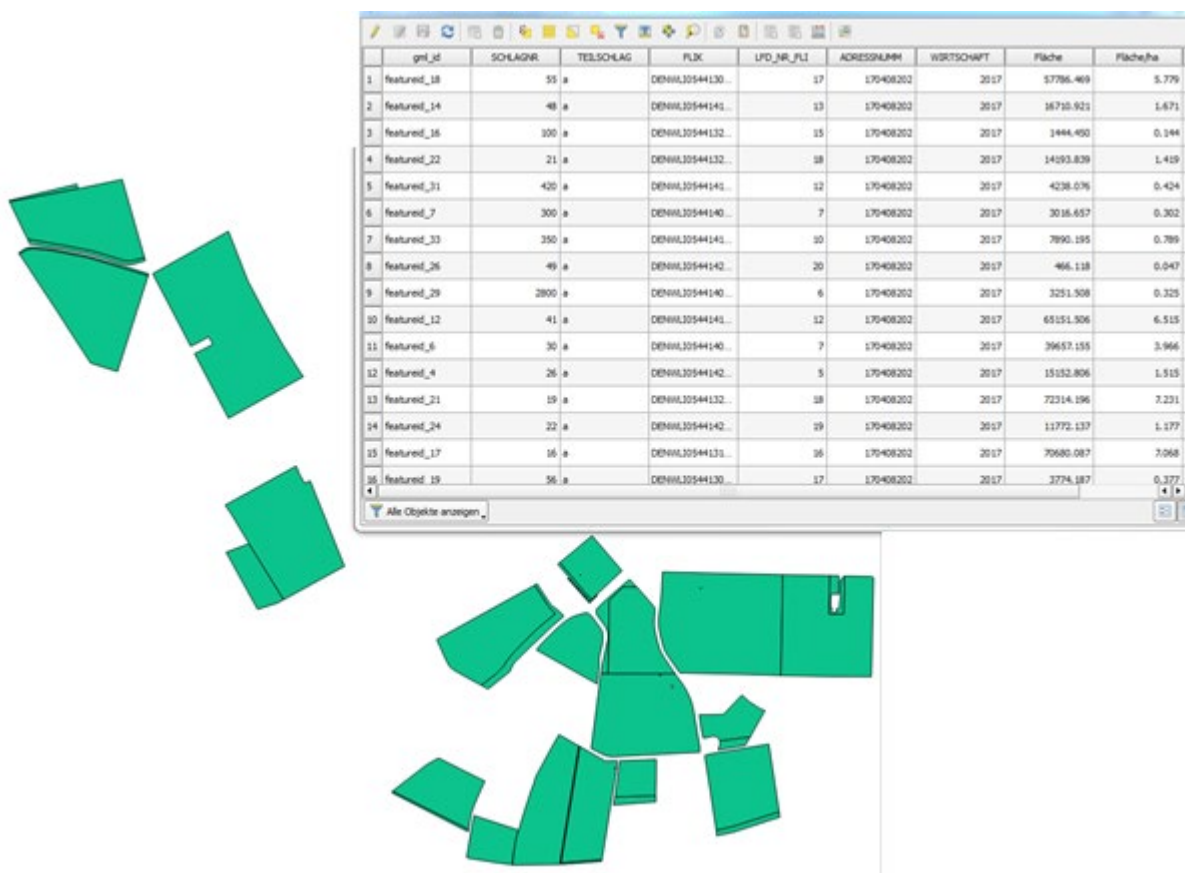 gml_id SCHLAGNR TEILSCHLAG FLIK LFD_NR_FLI ADRESSNUMM WIRTSCHAFT Fläche Fläche/ha
1 featureid_18 55 a DENWLI0544130... 17 170408202 2017 57786.469 5.779
2 featureid_14 48 a DENWLI0544141... 13 170408202 2017 16710.921 1.671
3 featureid_16 100 a DENWLI0544132... 15 170408202 2017 1444.450 0.144
4 featureid_22 21 a DENWLI0544132... 18 170408202 2017 14193.839 1.419
5 featureid_31 420 a DENWLI0544141... 12 170408202 2017 4238.076 0.424
6 featureid_7 300 a DENWLI0544140... 7 170408202 2017 3016.657 0.302
7 featureid_33 350 a DENWLI0544141... 10 170408202 2017 7890.195 0.789
8 featureid_26 49 a DENWLI0544142... 20 170408202 2017 466.118 0.047
9 featureid_29 2800 a DENWLI0544140... 6 170408202 2017 3251.508 0.325
10 featureid_12 41 a DENWLI0544141... 12 170408202 2017 65151.506 6.515
11 featureid_6 30 a DENWLI0544140... 7 170408202 2017 39657.155 3.966
12 featureid_4 26 a DENWLI0544142... 5 170408202 2017 15152.806 1.515
13 featureid_21 19 a DENWLI0544132... 18 170408202 2017 72314.196 7.231
14 featureid_24 22 a DENWLI0544142... 19 170408202 2017 11772.137 1.177
15 featureid_17 16 a DENWLI0544131... 16 170408202 2017 70680.087 7.068
16 featureid_19 56 a DENWLI0544130... 17 170408202 2017 3774.187 0.377
Alle Objekte anzeigen